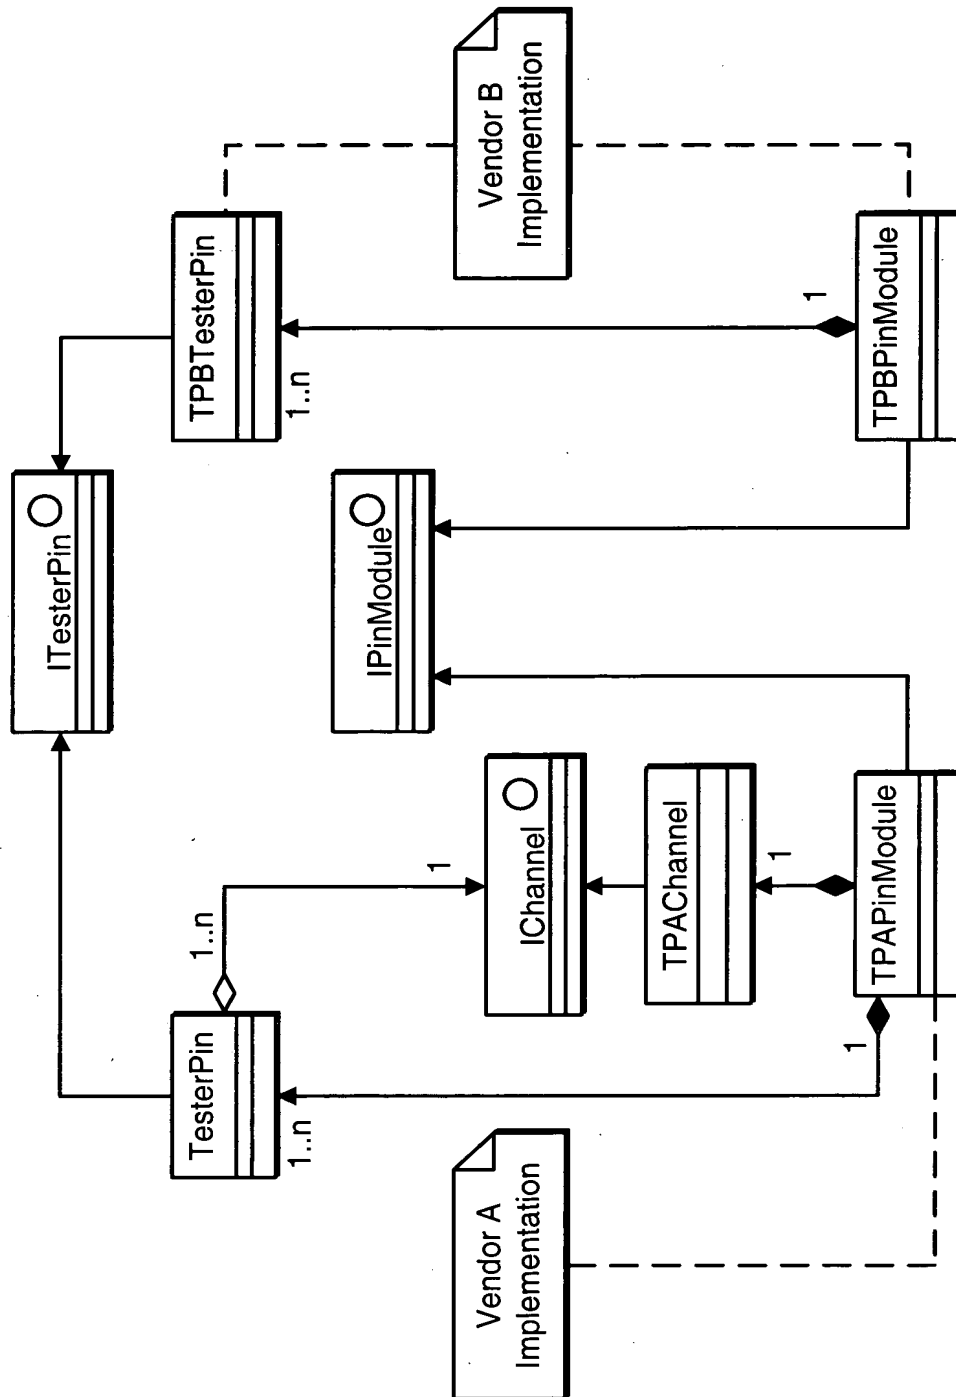 ITesterPin
TesterPin
TPBTesterPin
1..n
1..n
1..n
IPinModule
Vendor A
Implementation
1
IChannel
Vendor B
Implementation
TPAChannel
1
1
1
TPAPinModule
TPBPinModule